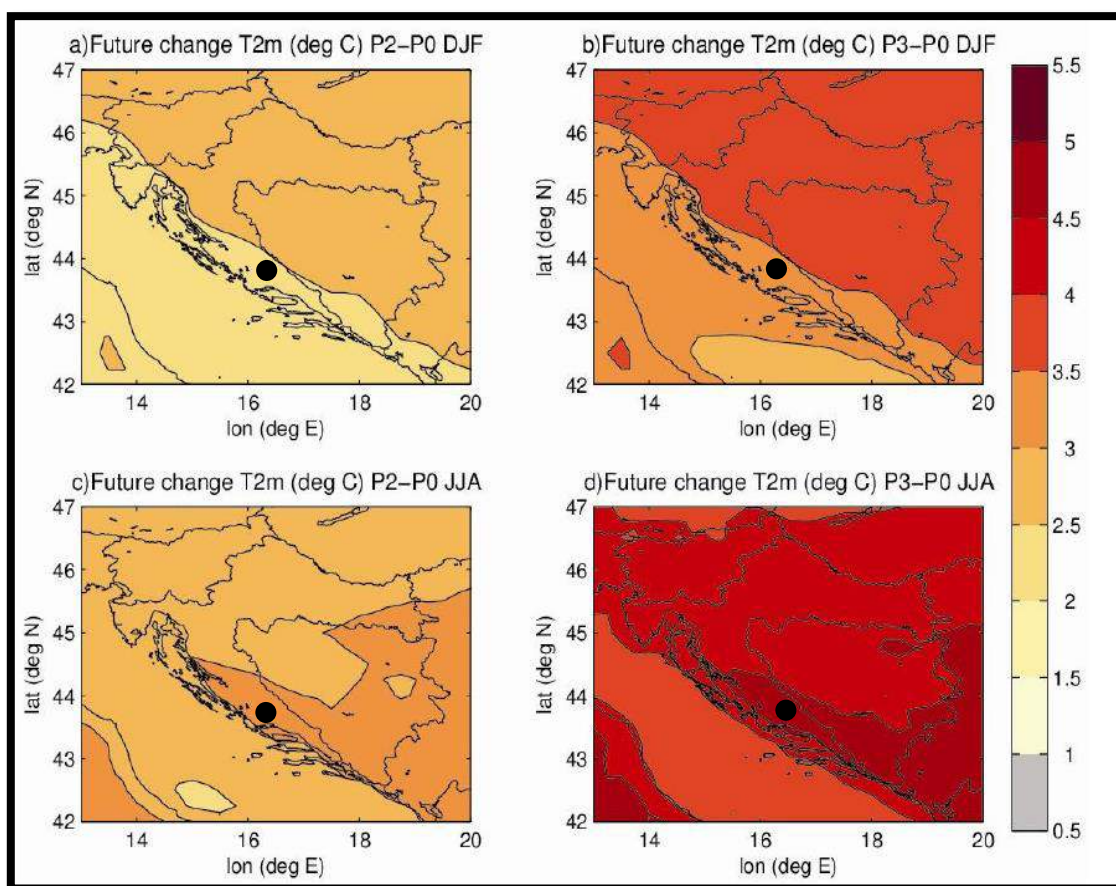 a)Future change T2m (deg C) P2-P0 DJF
b)Future change T2m (deg C) P3-P0 DJF
47
46
45
44
43
42
lat (deg N)
14 16 18 20
lon (deg E)
47
46
45
44
43
42
lat (deg N)
14 16 18 20
lon (deg E)
c)Future change T2m (deg C) P2-P0 JJA
d)Future change T2m (deg C) P3-P0 JJA
47
46
45
44
43
42
lat (deg N)
14 16 18 20
lon (deg E)
47
46
45
44
43
42
lat (deg N)
14 16 18 20
lon (deg E)
5.5
5
4.5
4
3.5
3
2.5
2
1.5
1
0.5